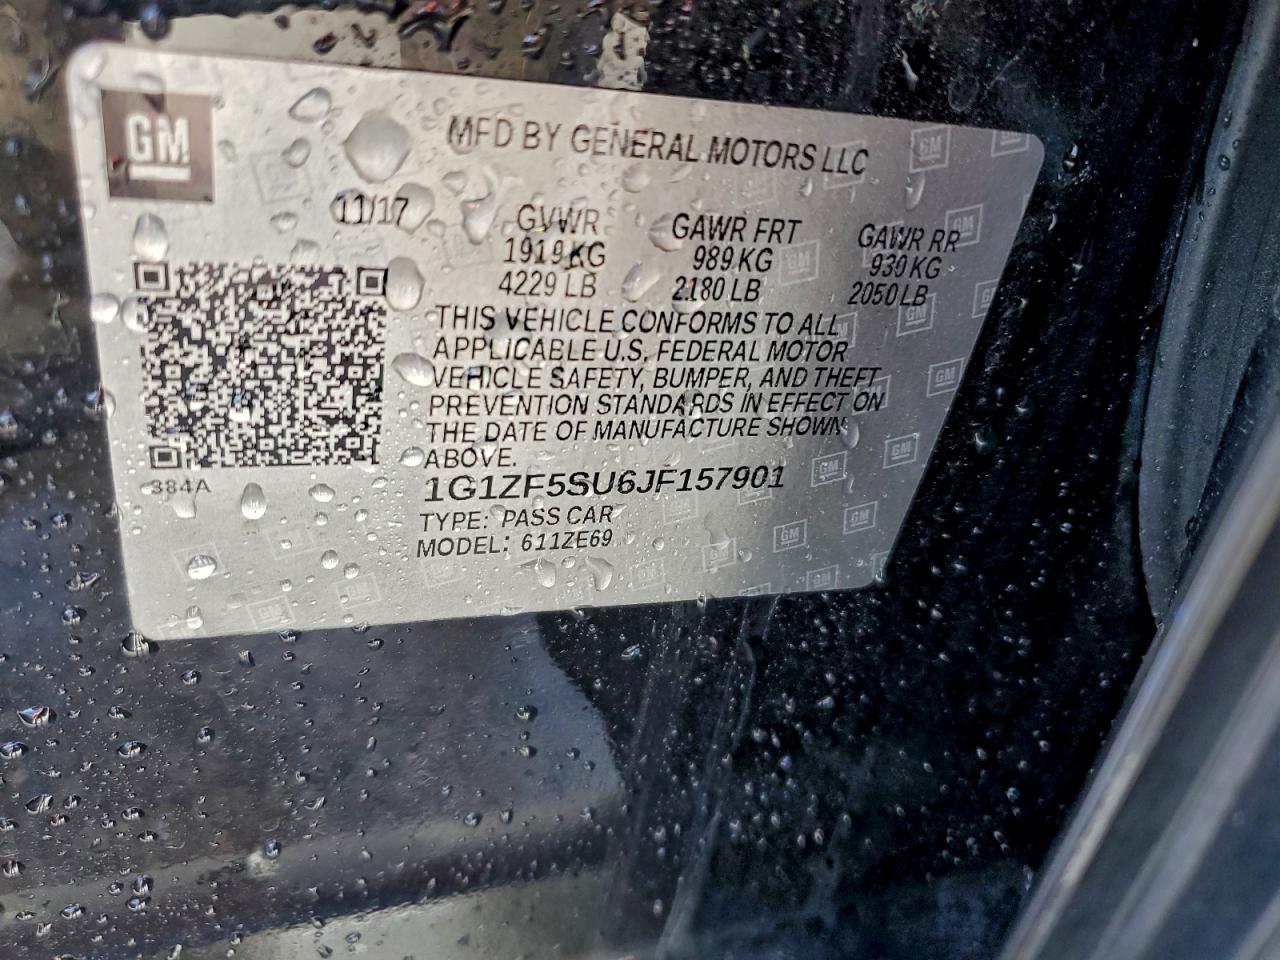 GM
MFD BY GENERAL MOTORS LLC
11/17
GVWR
1919 KG
4229 LB
GAWR FRT
989 KG
2180 LB
GAWR RR
930 KG
2050 LB
THIS VEHICLE CONFORMS TO ALL
APPLICABLE U.S. FEDERAL MOTOR
VEHICLE SAFETY, BUMPER, AND THEFT
PREVENTION STANDARDS IN EFFECT ON
THE DATE OF MANUFACTURE SHOWN
ABOVE.
384A
1G1ZF5SU6JF157901
TYPE: PASS CAR
MODEL: 611ZE69